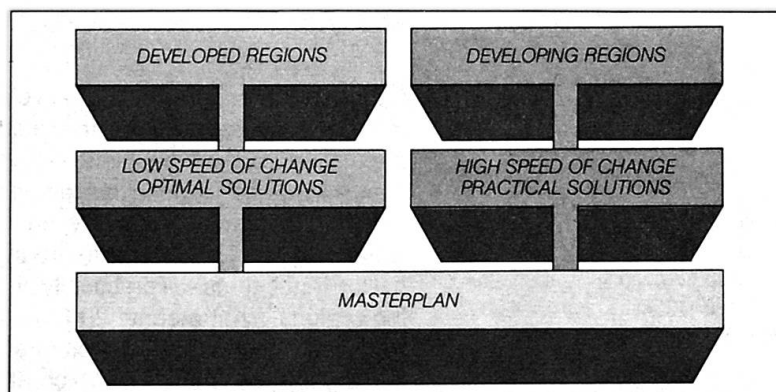 DEVELOPED REGIONS
DEVELOPING REGIONS
LOW SPEED OF CHANGE
OPTIMAL SOLUTIONS
HIGH SPEED OF CHANGE
PRACTICAL SOLUTIONS
MASTERPLAN